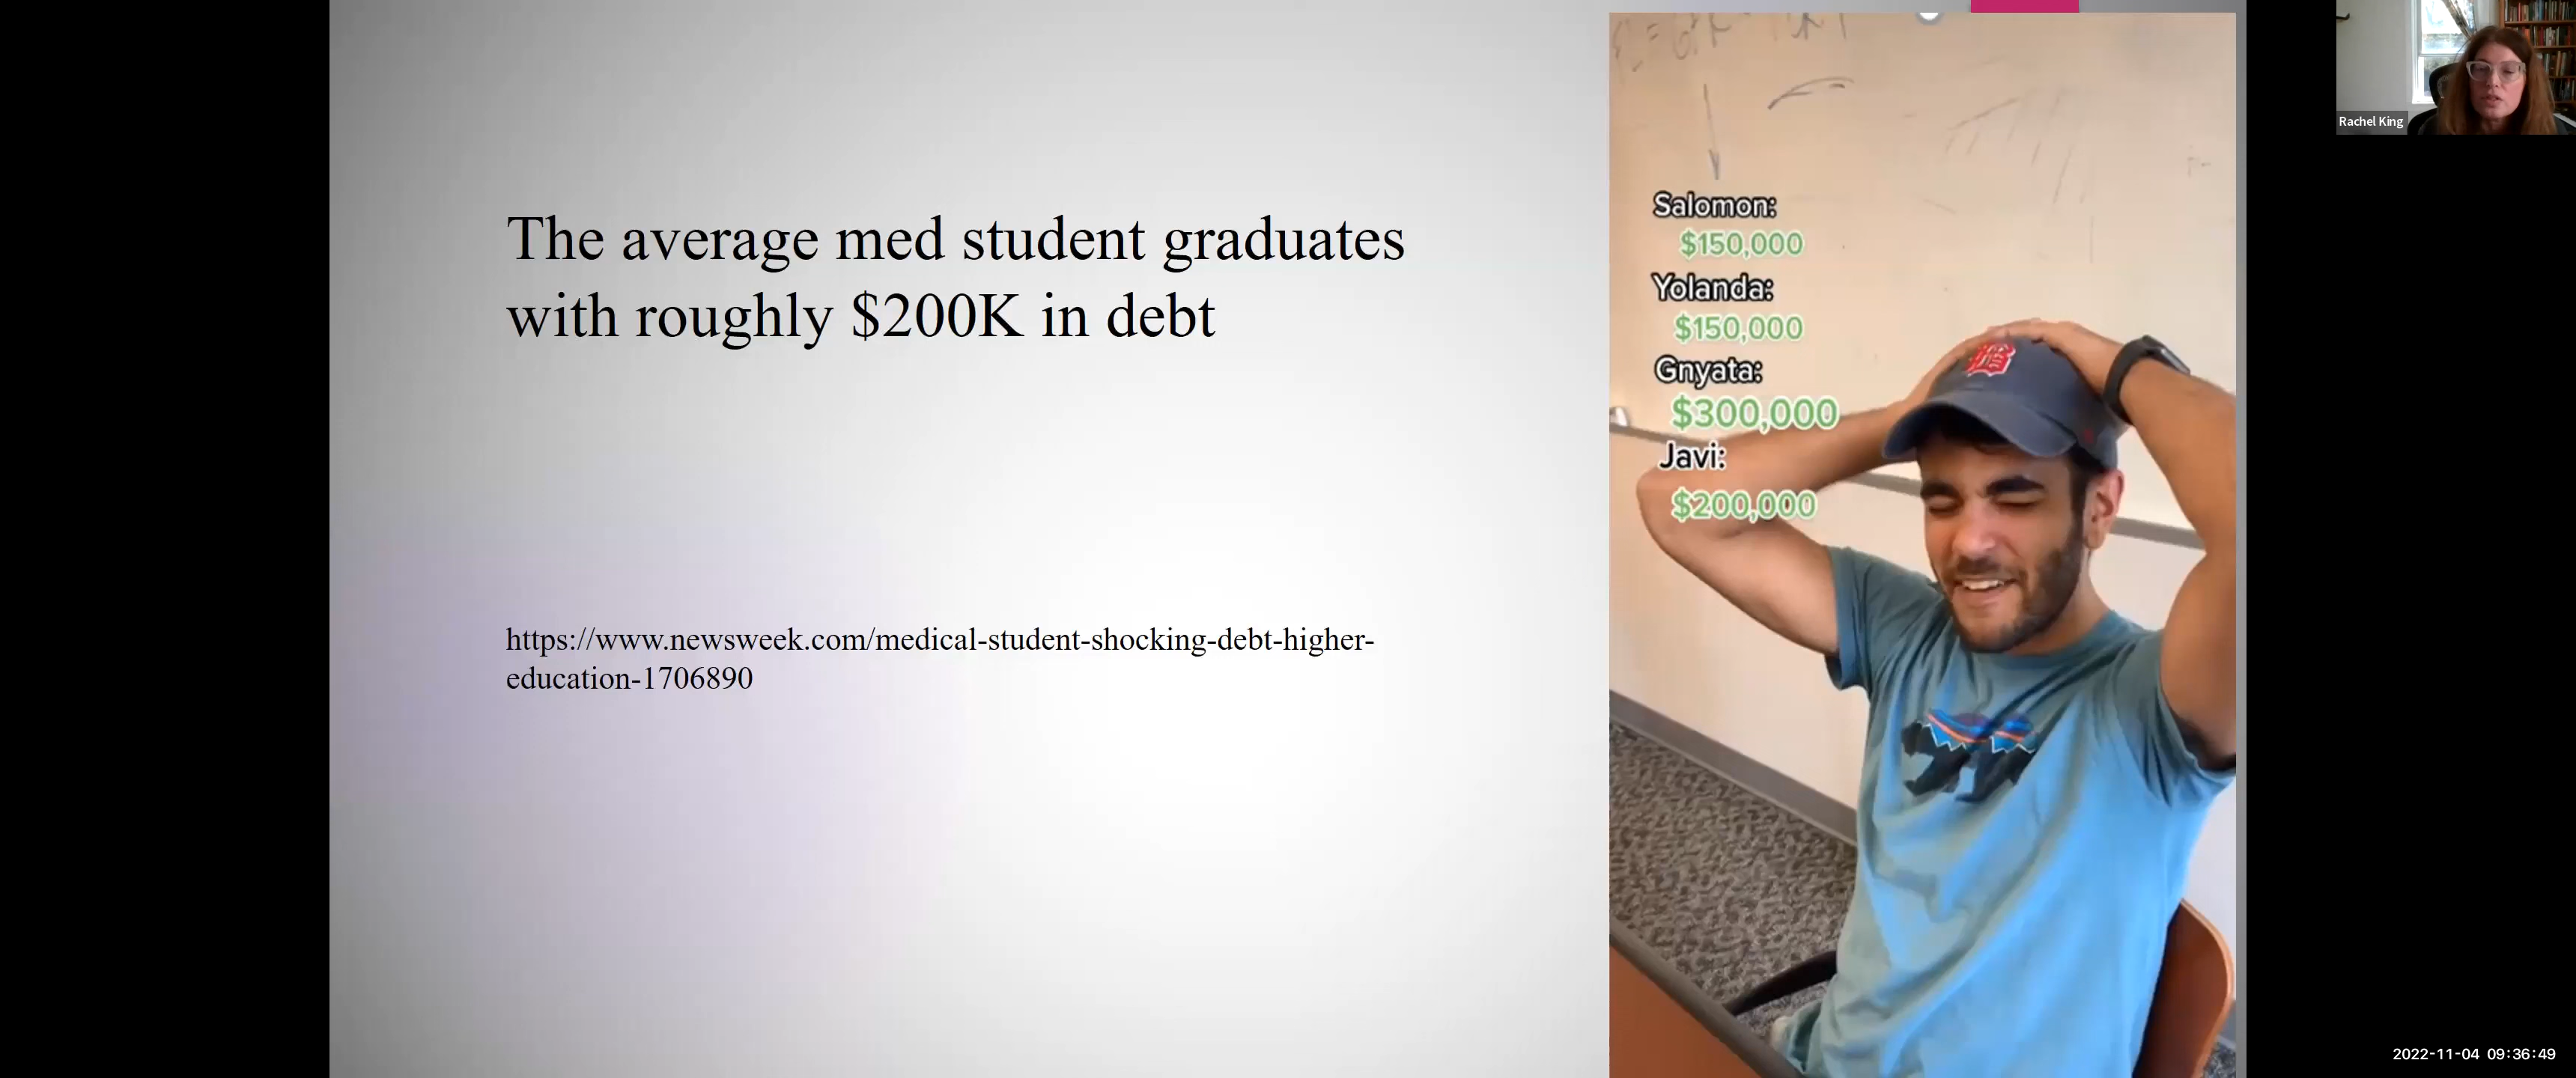 The average med student graduates
with roughly $200K in debt
https://www.newsweek.com/medical-student-shocking-debt-higher-
education-1706890
Salomon:
$150,000
Yolanda:
$150,000
Gnyata:
$300,000
Javi:
$200,000
Rachel King
2022-11-04 09:36:49